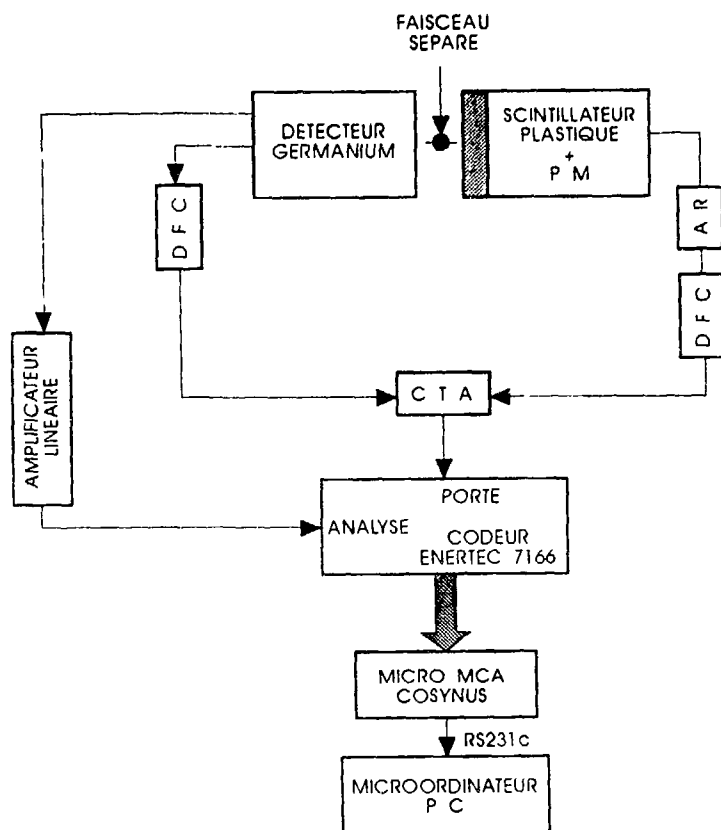 FAISCEAU
SEPARE
DETECTEUR
GERMANIUM
SCINTILLATEUR
PLASTIQUE
+
P M
D F C
A R
D F C
AMPLIFICATEUR
LINEAIRE
C T A
PORTE
ANALYSE
CODEUR
ENERTEC 7166
MICRO MCA
COSYNUS
RS231c
MICROORDINATEUR
P C